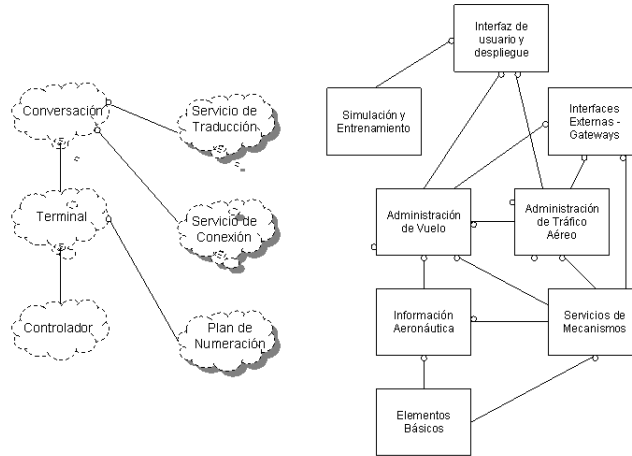 Conversación
Servicio de
Traducción
Terminal
Servicio de
Conexión
Controlador
Plan de
Numeración
Interfaz de
usuario y
despliegue
Simulación y
Entrenamiento
Interfaces
Externas -
Gateways
Administración
de Vuelo
Administración
de Tráfico
Aéreo
Información
Aeronáutica
Servicios de
Mecanismos
Elementos
Básicos